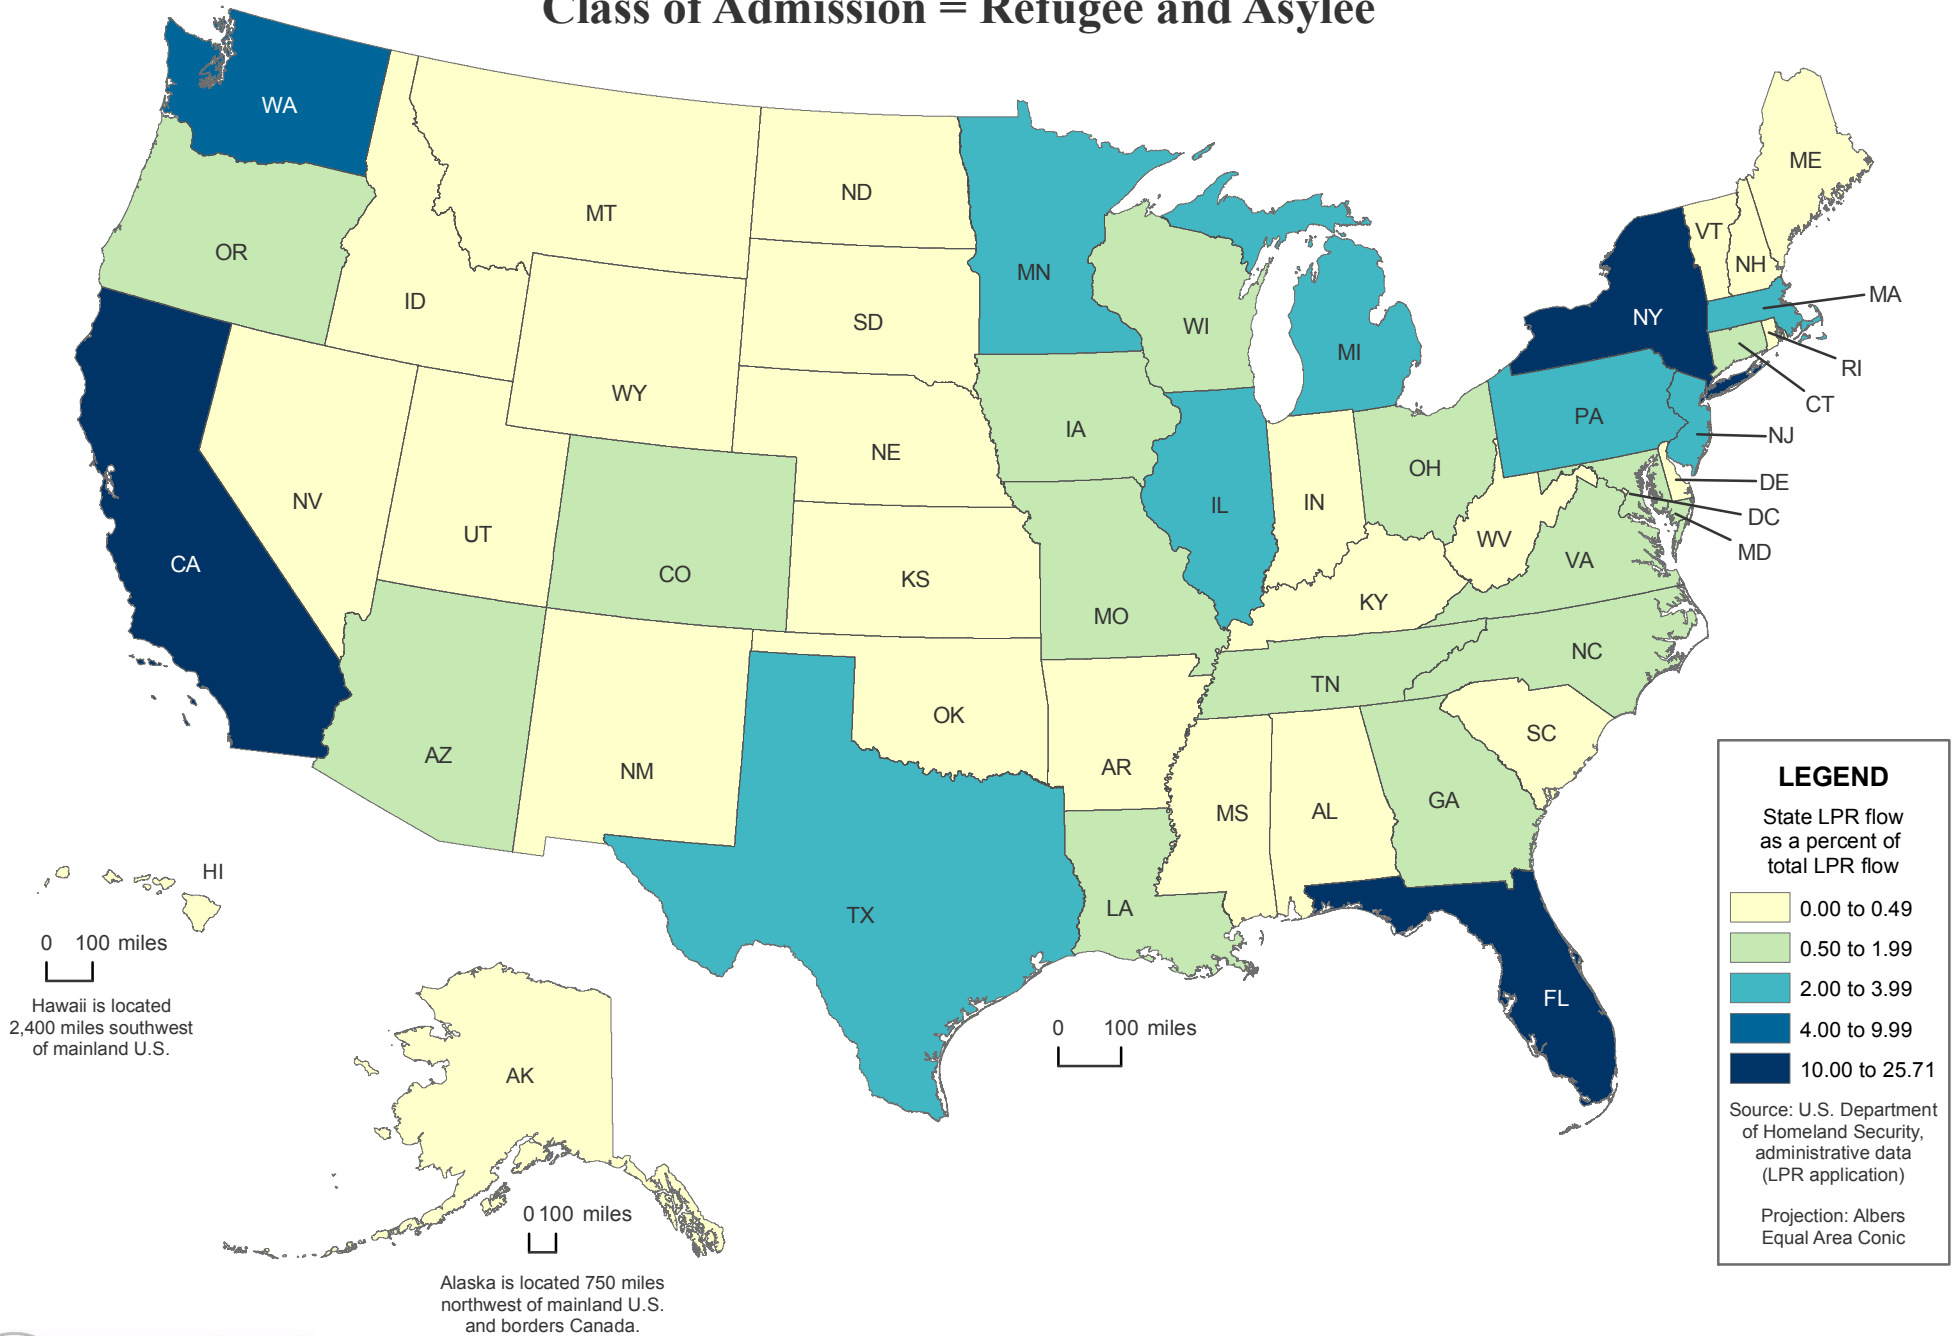 Class of Admission = Refugee and Asylee
WA
OR
CA
ID
NV
MT
WY
UT
AZ
CO
NM
ND
SD
NE
KS
OK
TX
MN
IA
MO
AR
LA
WI
IL
MI
IN
OH
KY
TN
MS
AL
GA
FL
SC
NC
VA
WV
PA
NY
VT
NH
ME
MA
RI
CT
NJ
DE
DC
MD
HI
0 100 miles
Hawaii is located
2,400 miles southwest
of mainland U.S.
AK
0 100 miles
Alaska is located 750 miles
northwest of mainland U.S.
and borders Canada.
0 100 miles
LEGEND
State LPR flow
as a percent of
total LPR flow
0.00 to 0.49
0.50 to 1.99
2.00 to 3.99
4.00 to 9.99
10.00 to 25.71
Source: U.S. Department
of Homeland Security,
administrative data
(LPR application)
Projection: Albers
Equal Area Conic